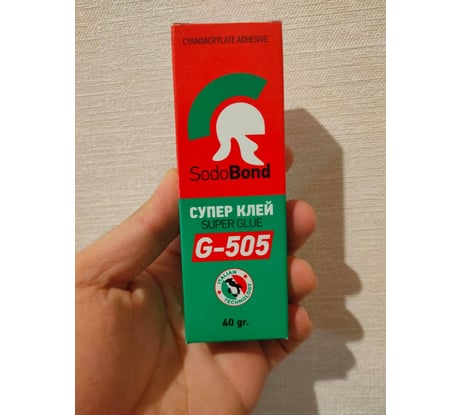 CYANOACRYLATE ADHESIVE
SodoBond
СУПЕР КЛЕЙ
SUPER GLUE
G-505
ITALIAN
TECHNOLOGY
40 gr.